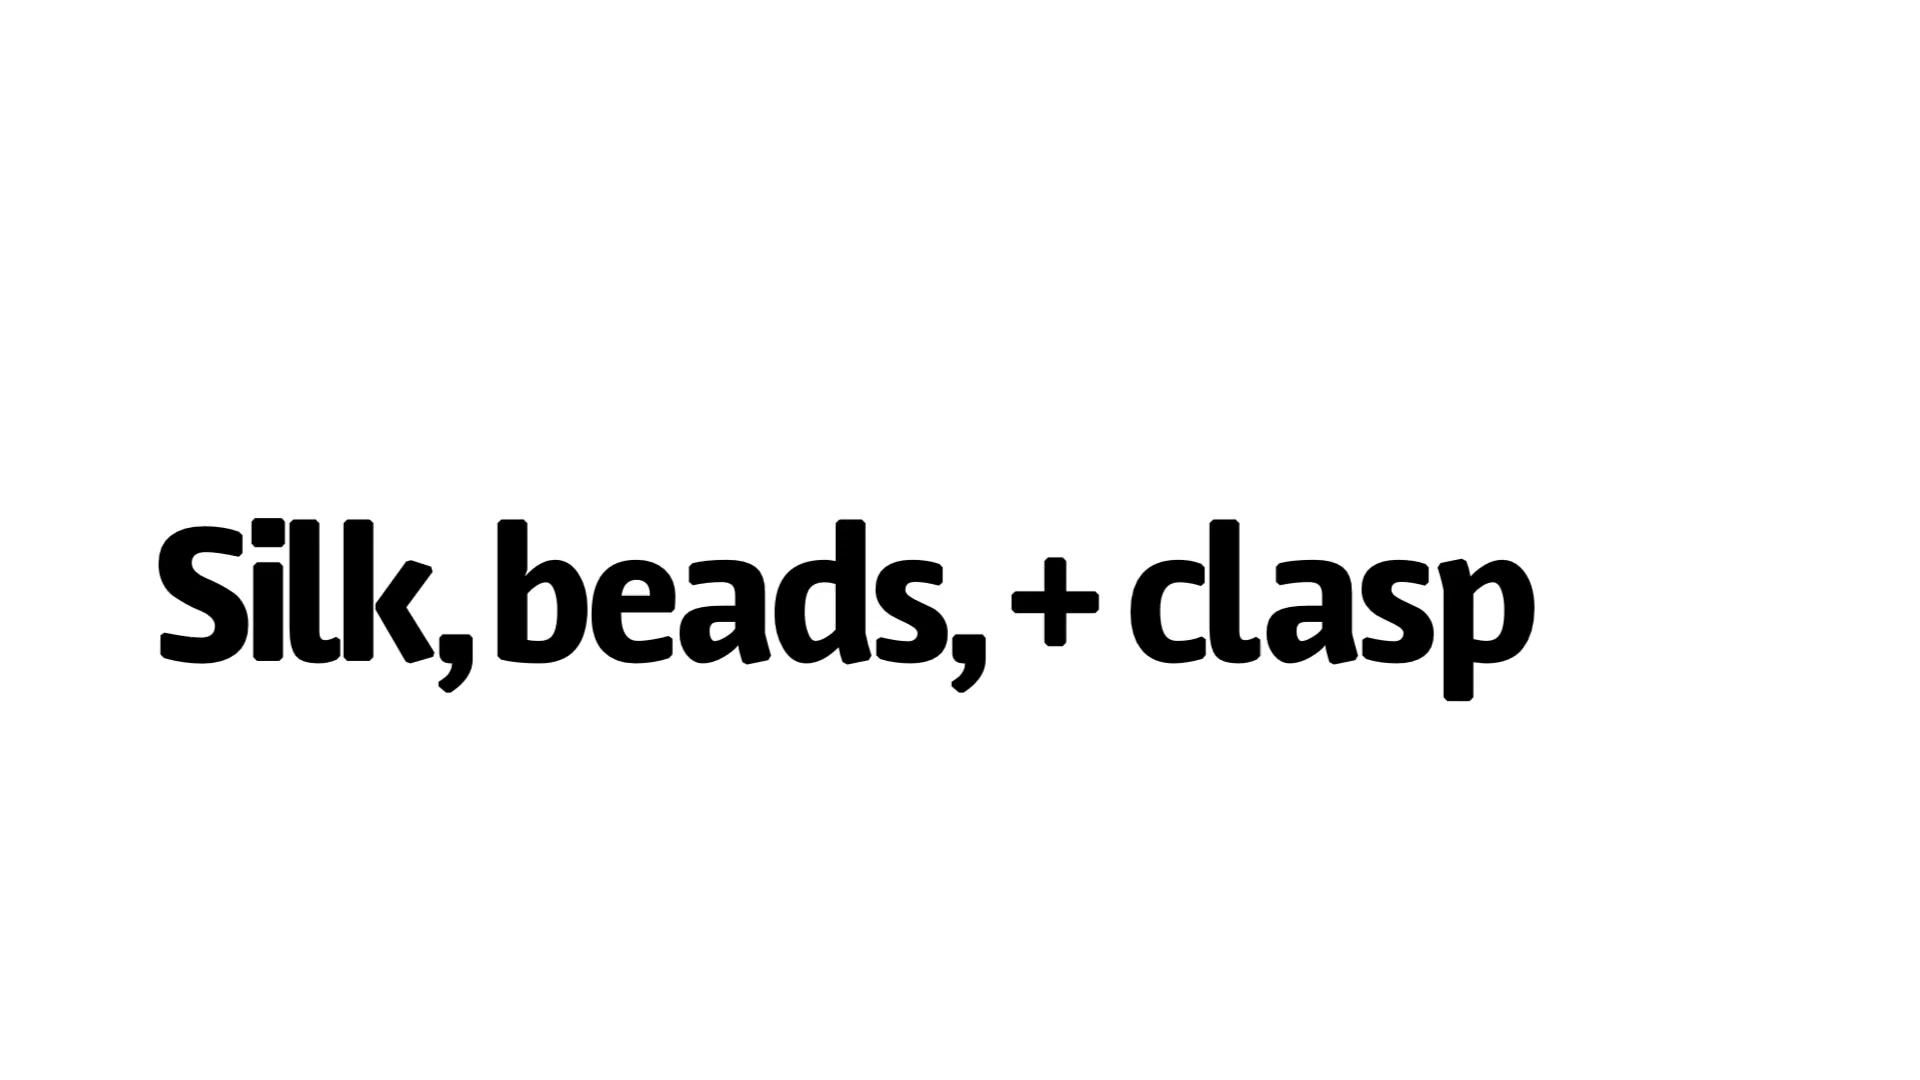 Silk, beads, + clasp